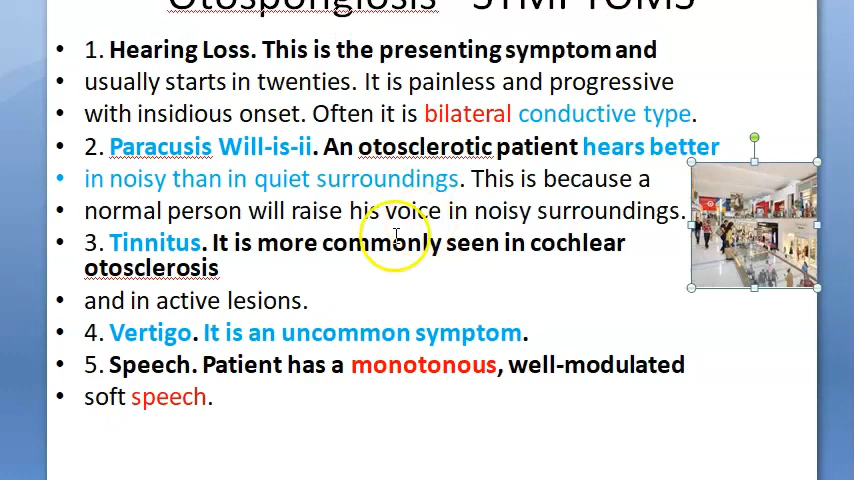 Otospongiosis - SYMPTOMS
• 1. Hearing Loss. This is the presenting symptom and
• usually starts in twenties. It is painless and progressive
• with insidious onset. Often it is bilateral conductive type.
• 2. Paracusis Will-is-ii. An otosclerotic patient hears better
• in noisy than in quiet surroundings. This is because a
• normal person will raise his voice in noisy surroundings.
• 3. Tinnitus. It is more commonly seen in cochlear
otosclerosis
• and in active lesions.
• 4. Vertigo. It is an uncommon symptom.
• 5. Speech. Patient has a monotonous, well-modulated
• soft speech.